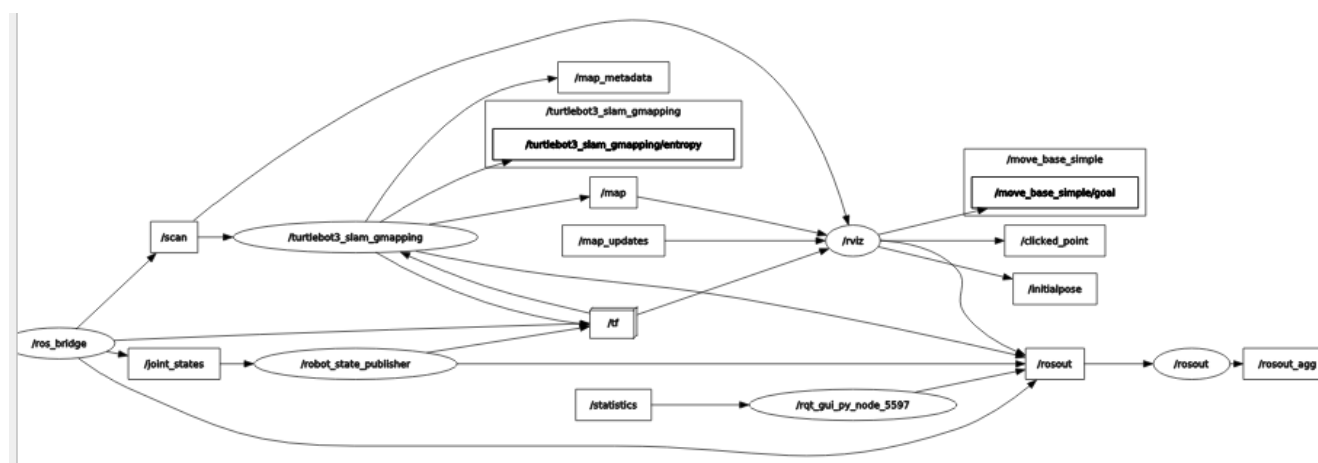 /map_metadata
/turtlebot3_slam_gmapping
/turtlebot3_slam_gmapping/entropy
/move_base_simple
/move_base_simple/goal
/map
/scan
/turtlebot3_slam_gmapping
/map_updates
/rviz
/clicked_point
/initialpose
/tf
/ros_bridge
/joint_states
/robot_state_publisher
/rosout
/rosout
/rosout_agg
/statistics
/rqt_gui_py_node_5597